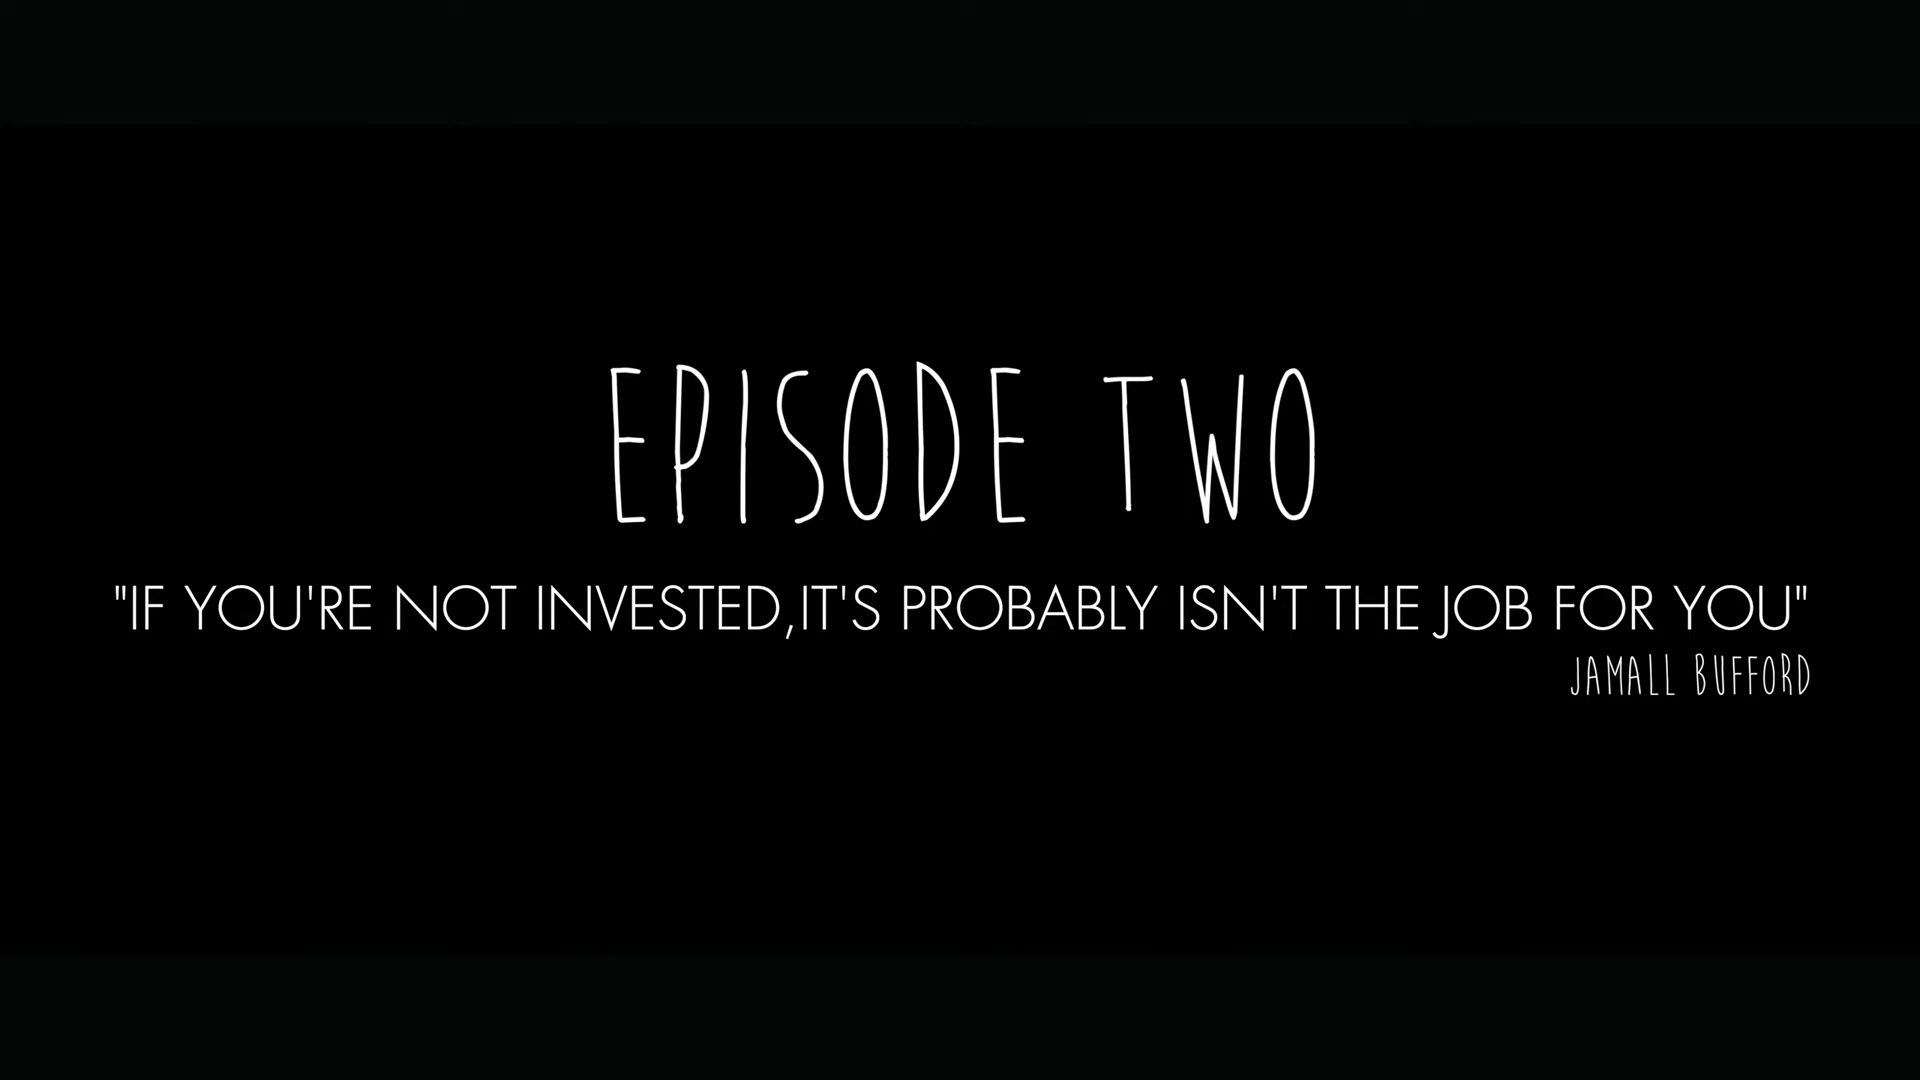 EPISODE TWO
"IF YOU'RE NOT INVESTED,IT'S PROBABLY ISN'T THE JOB FOR YOU"
JAMALL BUFFORD